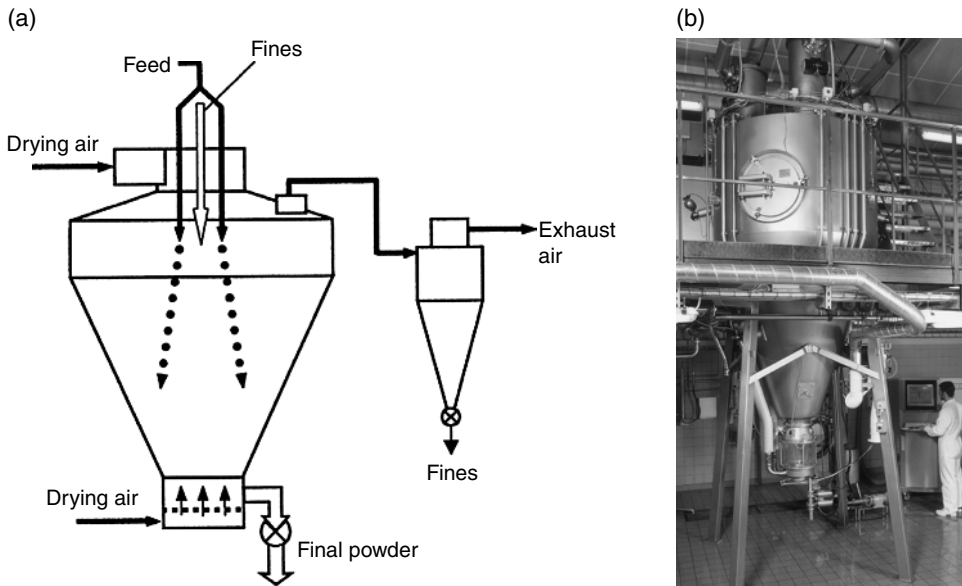 (a)
(b)
Fines
Feed
Drying air
Exhaust
air
Fines
Drying air
Final powder